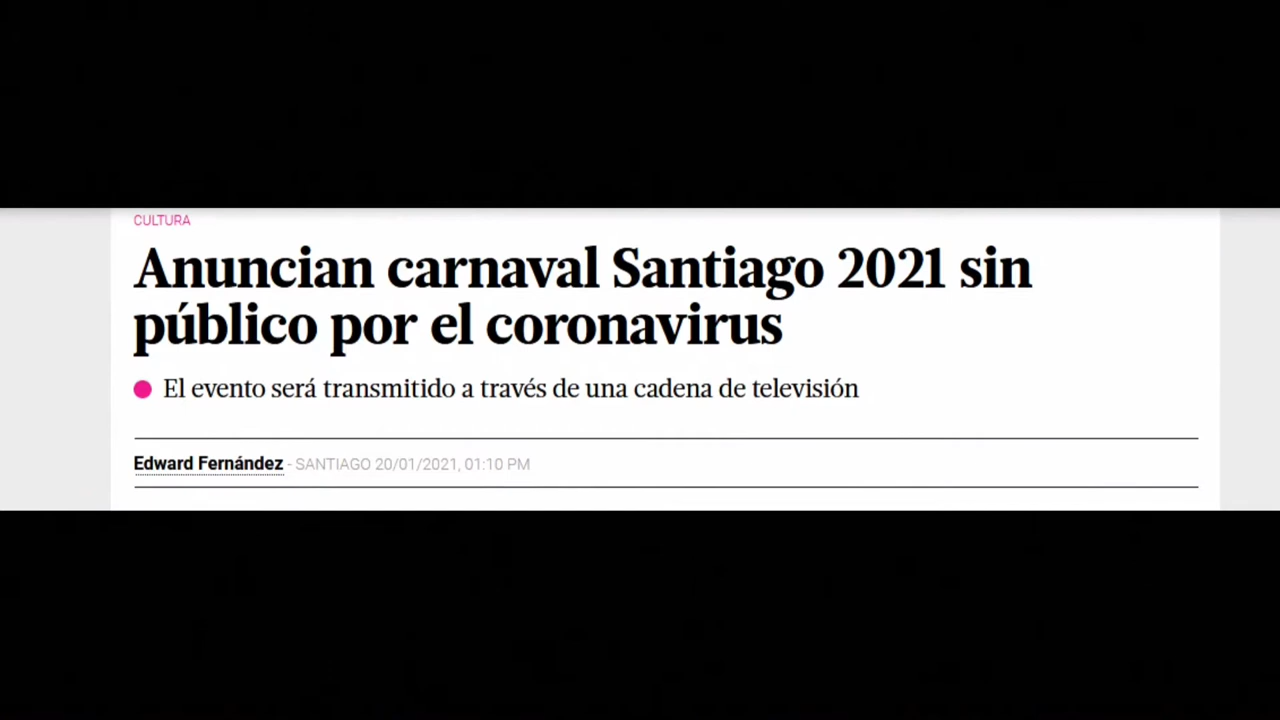 CULTURA
Anuncian carnaval Santiago 2021 sin
público por el coronavirus
El evento será transmitido a través de una cadena de televisión
Edward Fernández - SANTIAGO 20/01/2021, 01:10 PM